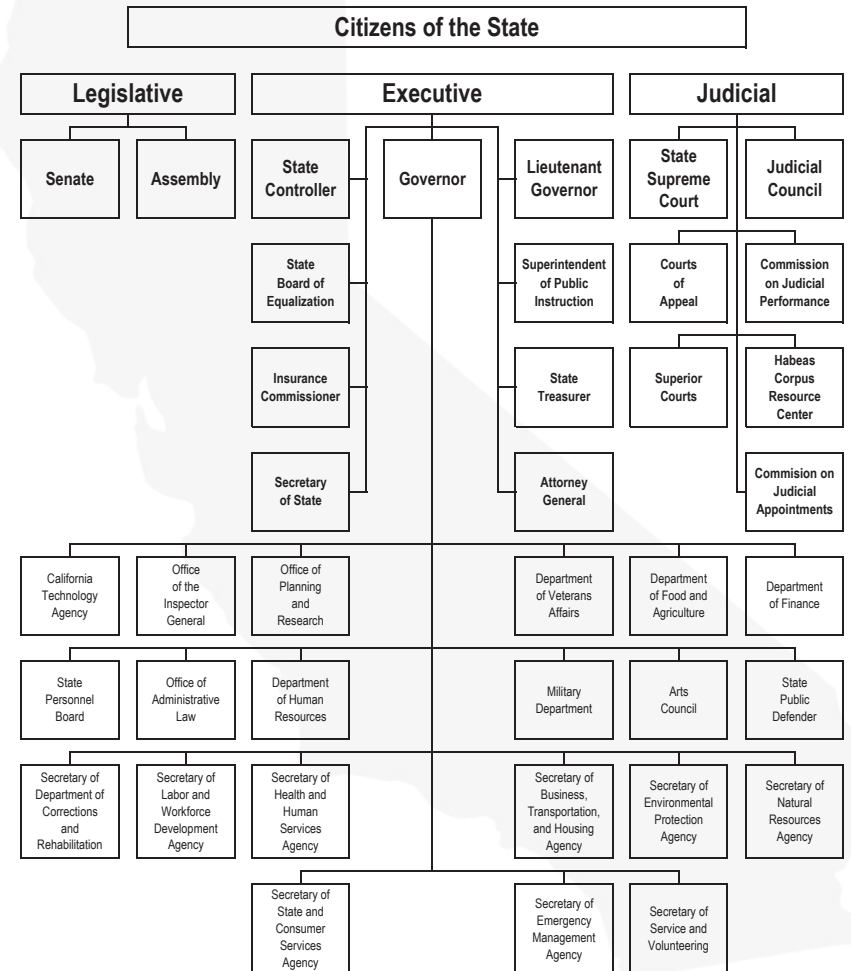 Citizens of the State
Legislative
Executive
Judicial
Senate
Assembly
State
Controller
Governor
Lieutenant
Governor
State
Supreme
Court
Judicial
Council
State
Board of
Equalization
Superintendent
of Public
Instruction
Courts
of
Appeal
Commission
on Judicial
Performance
Insurance
Commissioner
State
Treasurer
Superior
Courts
Habeas
Corpus
Resource
Center
Secretary
of State
Attorney
General
Commision on
Judicial
Appointments
California
Technology
Agency
Office
of the
Inspector
General
Office of
Planning
and
Research
Department
of Veterans
Affairs
Department
of Food and
Agriculture
Department
of Finance
State
Personnel
Board
Office of
Administrative
Law
Department
of Human
Resources
Military
Department
Arts
Council
State
Public
Defender
Secretary of
Department of
Corrections
and
Rehabilitation
Secretary of
Labor and
Workforce
Development
Agency
Secretary of
Health and
Human
Services
Agency
Secretary of
Business,
Transportation,
and Housing
Agency
Secretary of
Environmental
Protection
Agency
Secretary of
Natural
Resources
Agency
Secretary of
State and
Consumer
Services
Agency
Secretary of
Emergency
Management
Agency
Secretary of
Service and
Volunteering